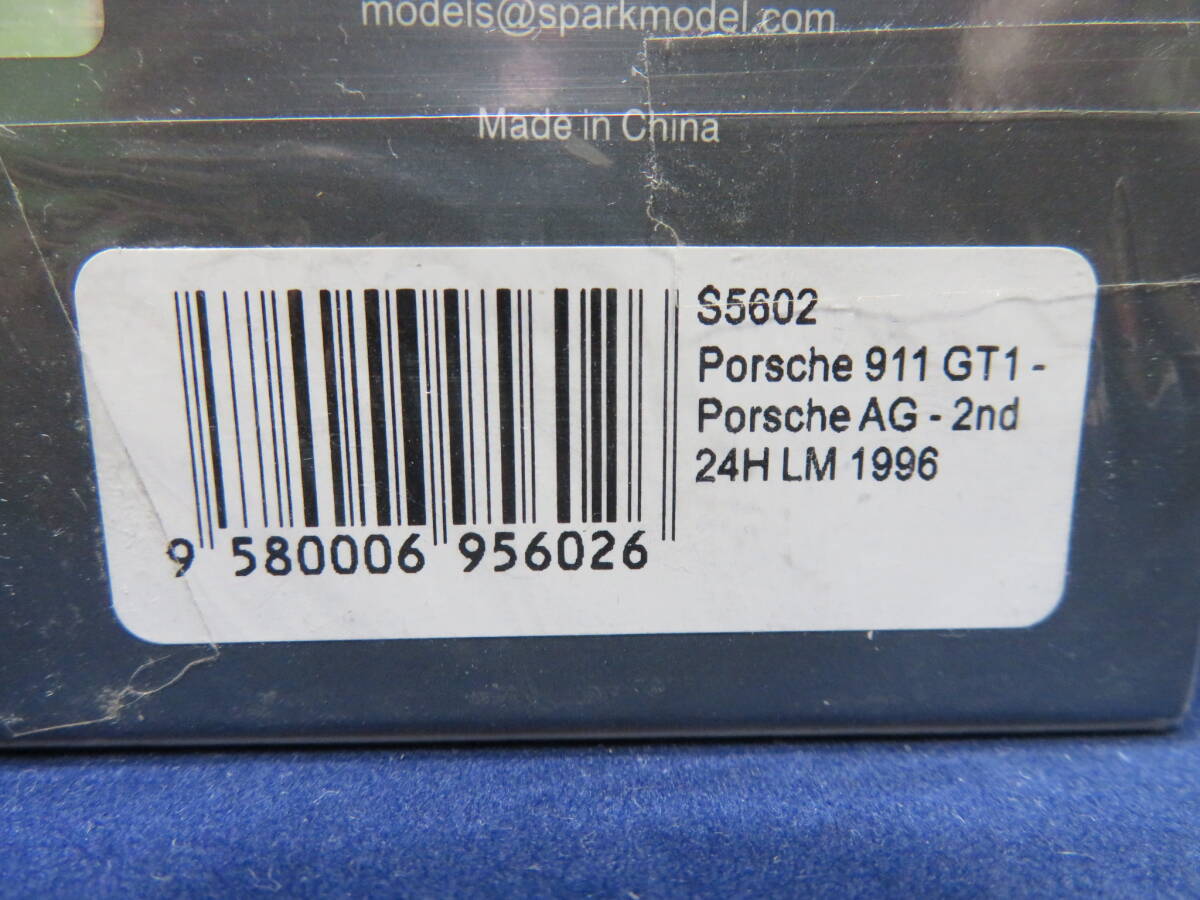 models@sparkmodel.com
Made in China
S5602
Porsche 911 GT1 -
Porsche AG - 2nd
24H LM 1996
9 580006 956026